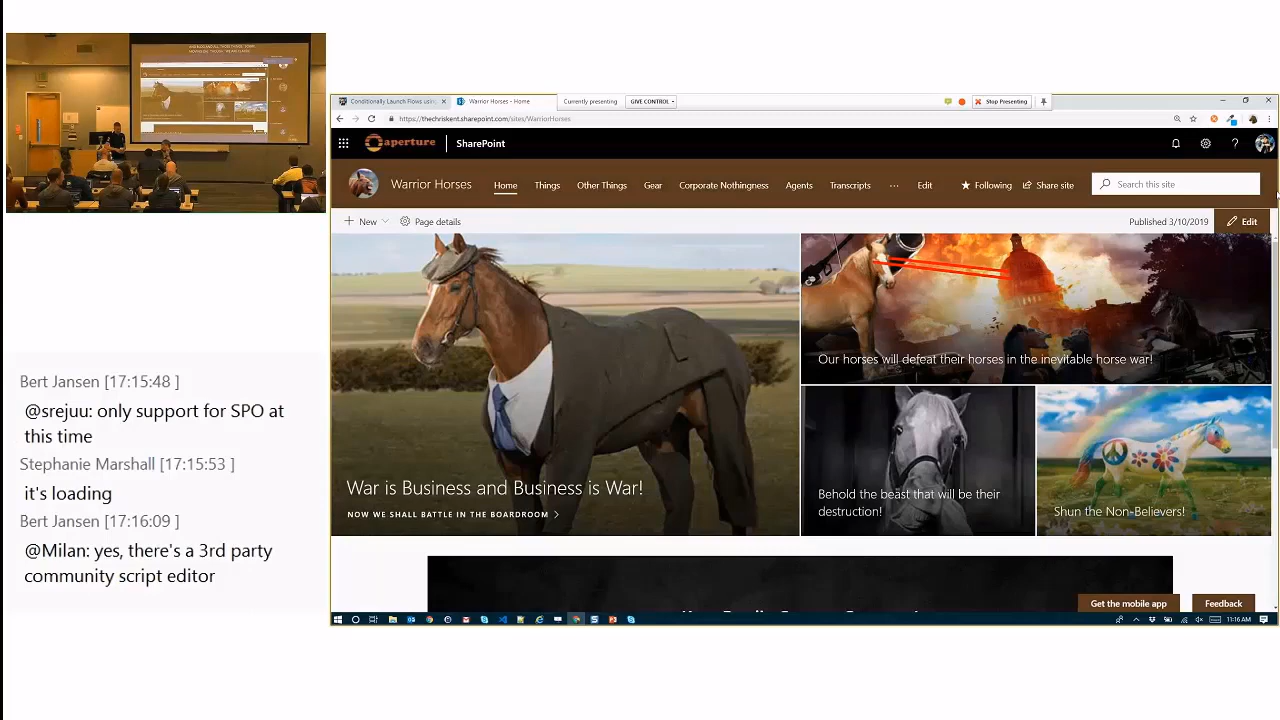 Conditionally Launch Flows usin
Warrior Horses - Home
Currently presenting
GIVE CONTROL
Stop Presenting
https://thechriskent.sharepoint.com/sites/WarriorHorses
aperture
SharePoint
Warrior Horses
Home
Things
Other Things
Gear
Corporate Nothingness
Agents
Transcripts
...
Edit
Following
Share site
Search this site
New
Page details
Published 3/10/2019
Edit
War is Business and Business is War!
NOW WE SHALL BATTLE IN THE BOARDROOM
Our horses will defeat their horses in the inevitable horse war!
Behold the beast that will be their
destruction!
Shun the Non-Believers!
Get the mobile app
Feedback
11:16 AM
Bert Jansen [17:15:48 ]
@srejuu: only support for SPO at
this time
Stephanie Marshall [17:15:53 ]
it's loading
Bert Jansen [17:16:09 ]
@Milan: yes, there's a 3rd party
community script editor